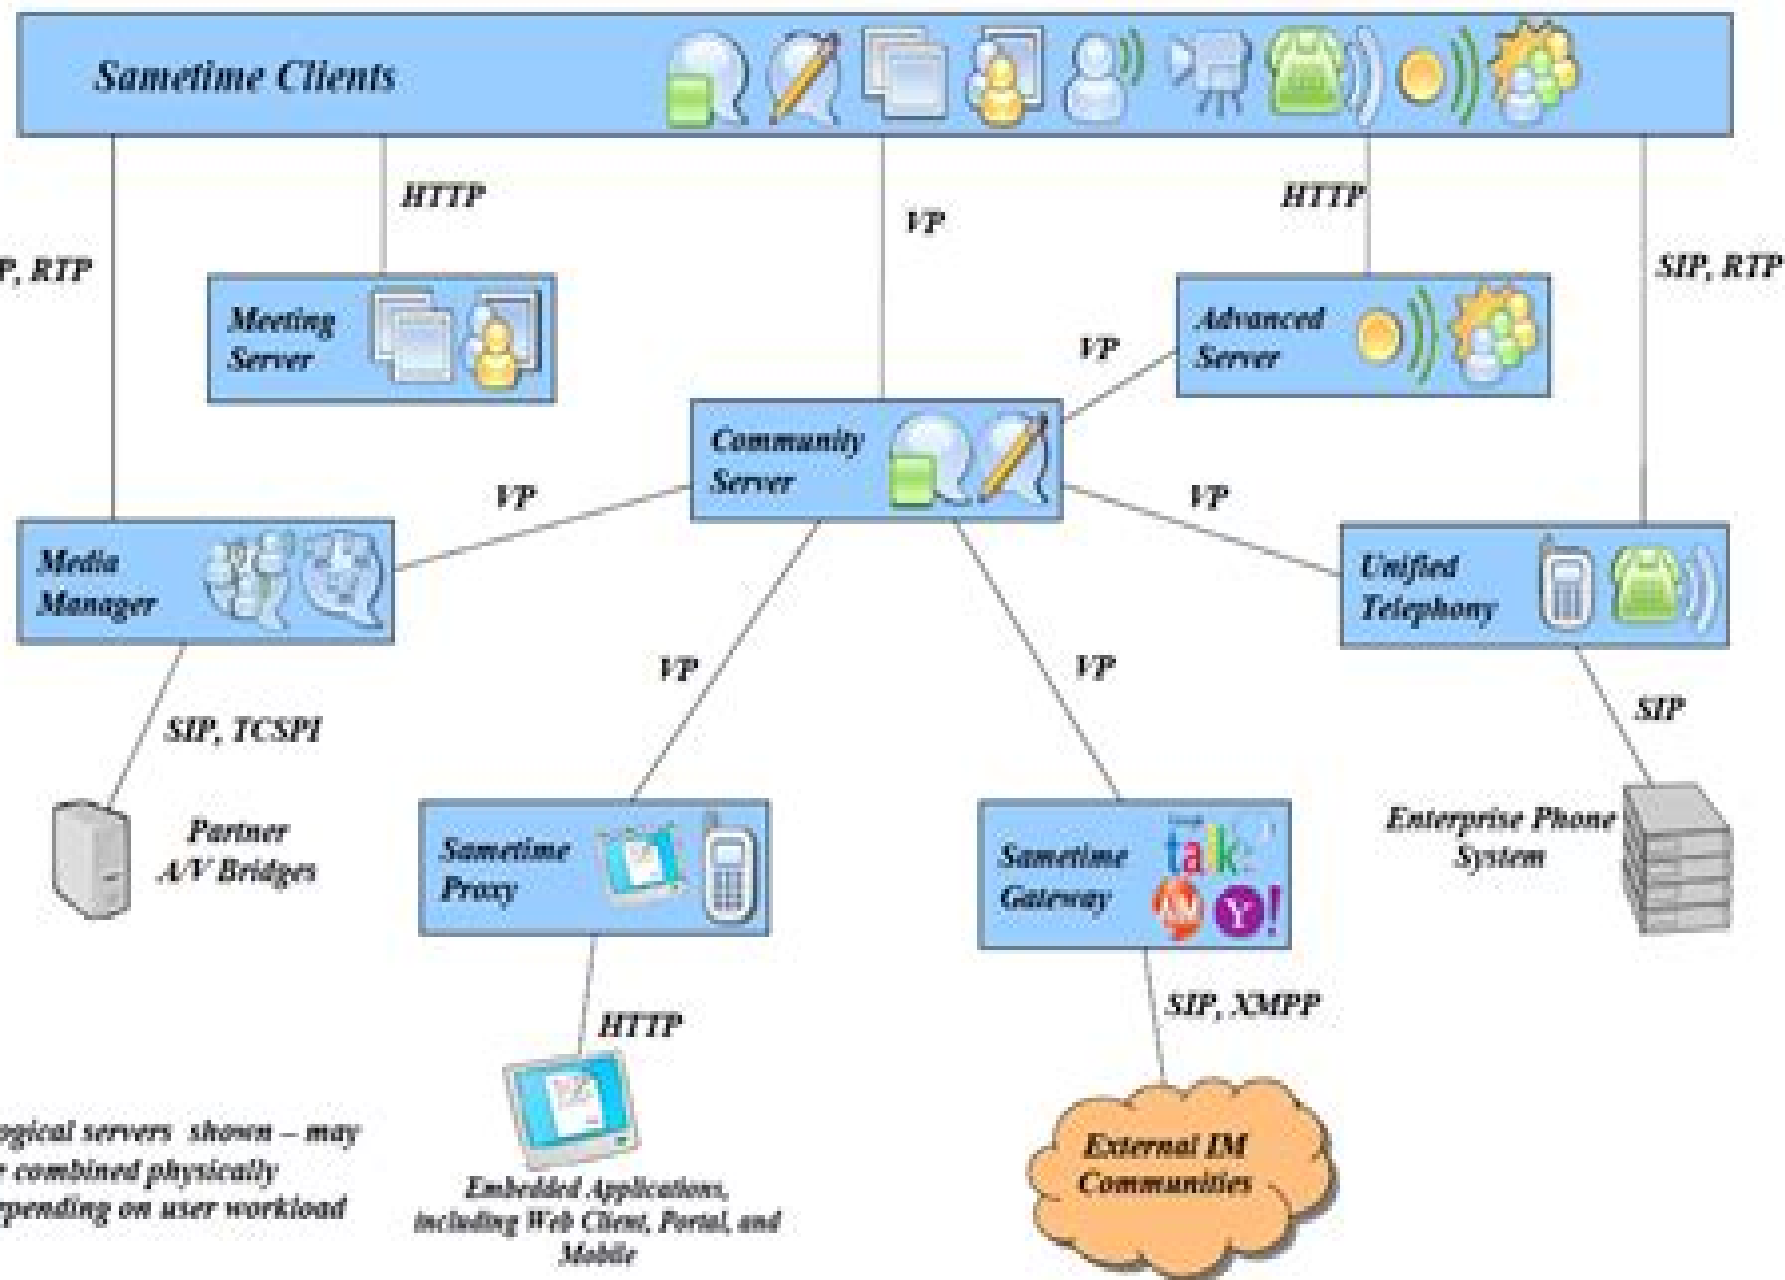 Sametime Clients
HTTP
VP
HTTP
P, RTP
SIP, RTP
Meeting
Server
Advanced
Server
VP
Community
Server
VP
VP
Media
Manager
Unified
Telephony
VP
VP
SIP, TCSPI
SIP
Partner
A/V Bridges
Sametime
Proxy
Sametime
Gateway
talk
Y!
Enterprise Phone
System
HTTP
SIP, XMPP
ogical servers shown – may
e combined physically
epending on user workload
Embedded Applications,
including Web Client, Portal, and
Mobile
External IM
Communities